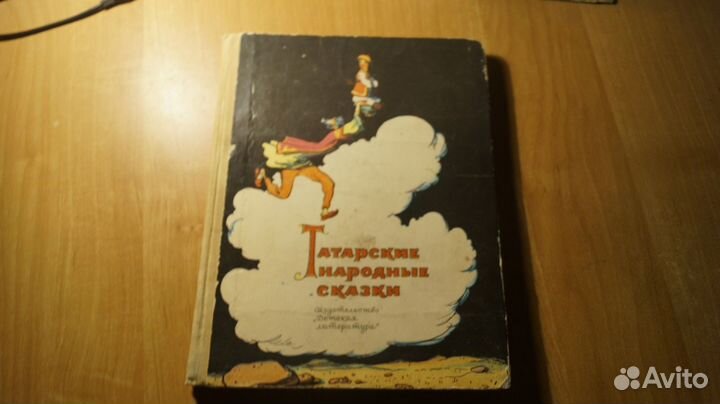 Татарские
народные
сказки
Издательство
„Детская
литература"
Avito